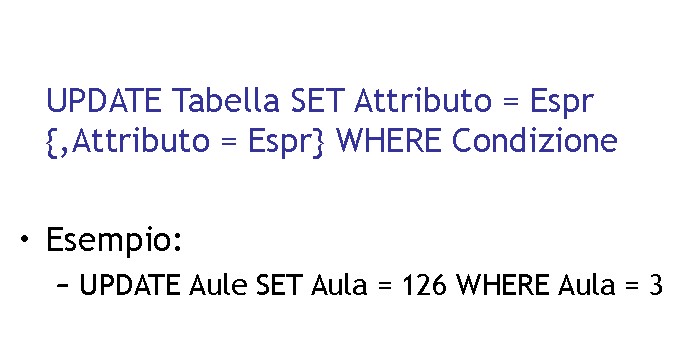 UPDATE Tabella SET Attributo = Espr
{,Attributo = Espr} WHERE Condizione
• Esempio:
– UPDATE Aule SET Aula = 126 WHERE Aula = 3